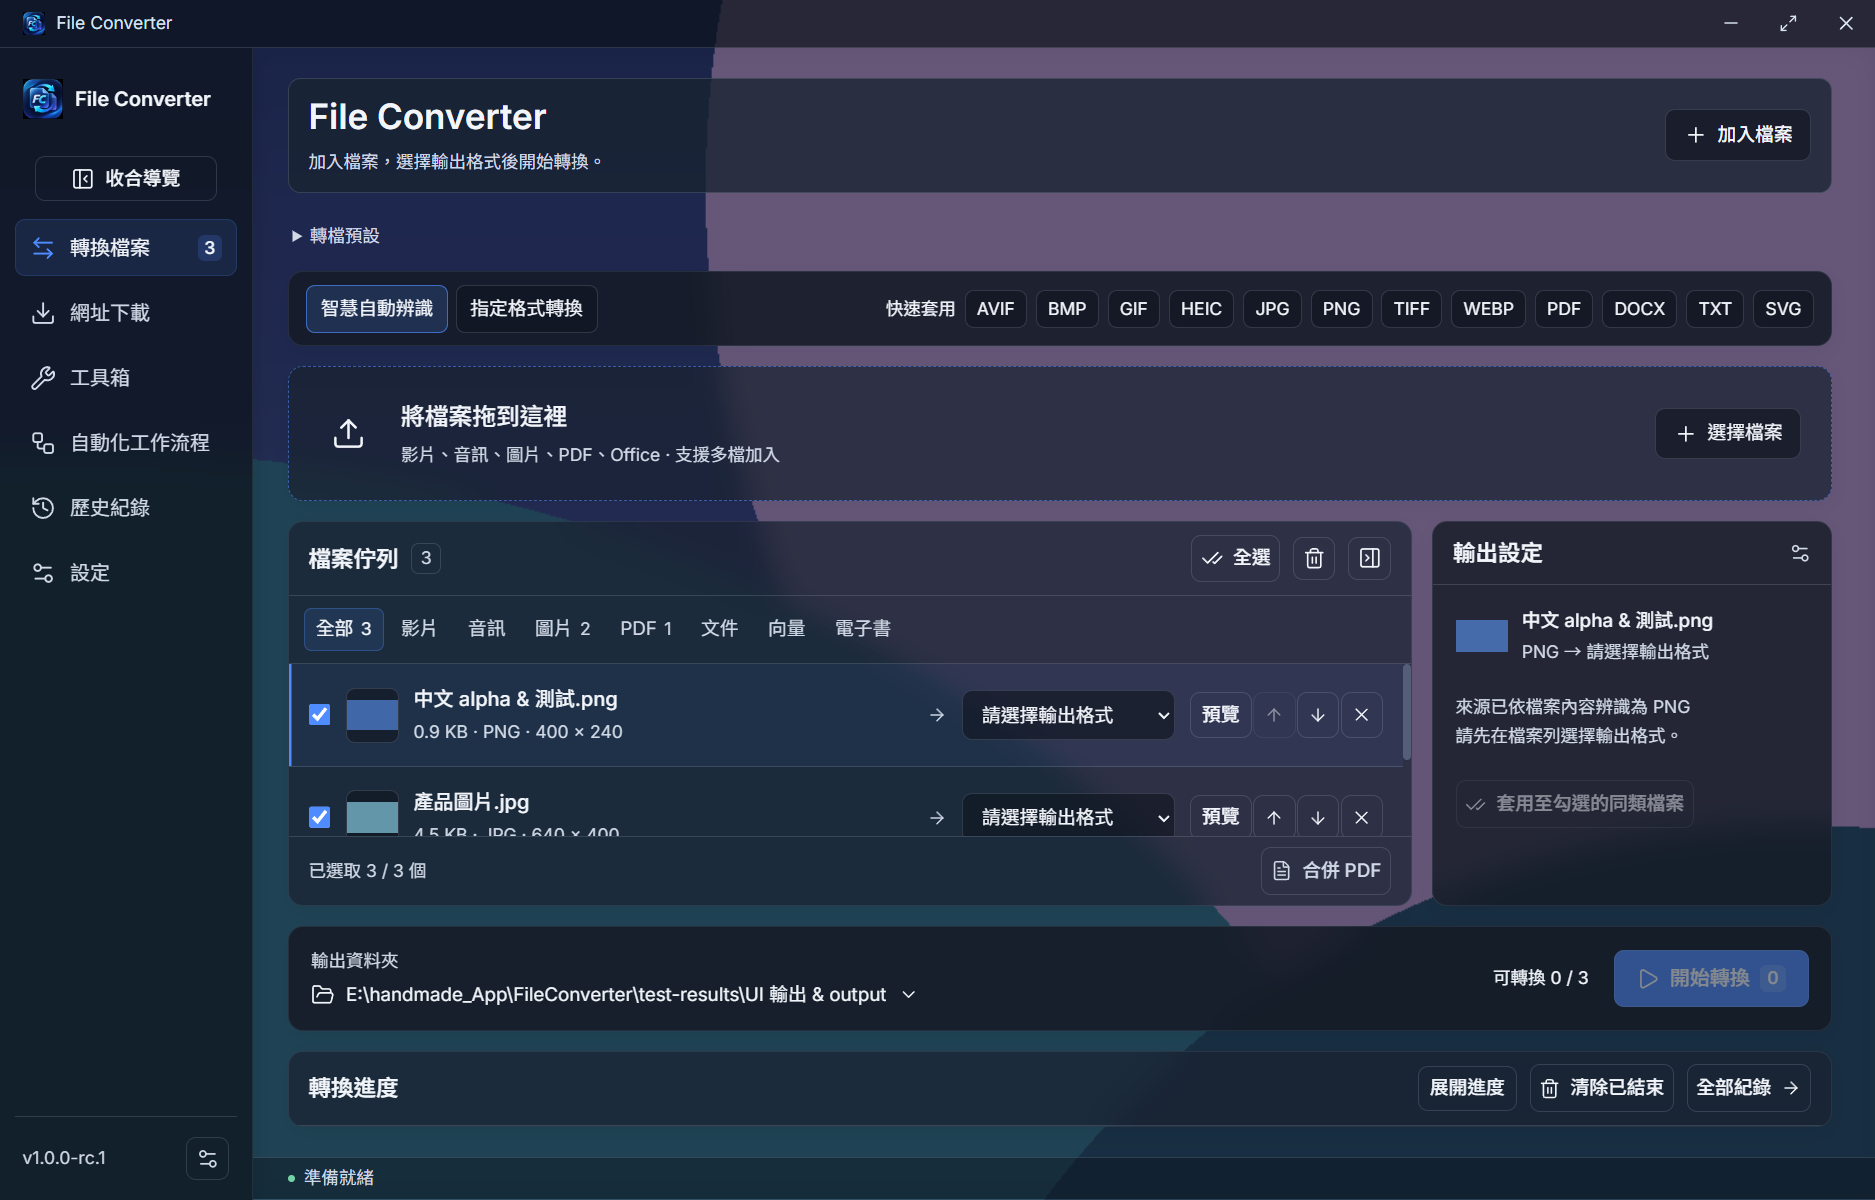 File Converter
File Converter
收合導覽
轉換檔案 3
網址下載
工具箱
自動化工作流程
歷史紀錄
設定
v1.0.0-rc.1
File Converter
加入檔案，選擇輸出格式後開始轉換。
加入檔案
轉檔預設
智慧自動辨識 指定格式轉換 快速套用 AVIF BMP GIF HEIC JPG PNG TIFF WEBP PDF DOCX TXT SVG
將檔案拖到這裡
影片、音訊、圖片、PDF、Office · 支援多檔加入
選擇檔案
檔案佇列 3 全選
全部 3 影片 音訊 圖片 2 PDF 1 文件 向量 電子書
中文 alpha & 測試.png
0.9 KB · PNG · 400 × 240
→ 請選擇輸出格式 預覽
產品圖片.jpg
4.5 KB · JPG · 640 × 400
→ 請選擇輸出格式 預覽
已選取 3 / 3 個 合併 PDF
輸出設定
中文 alpha & 測試.png
PNG → 請選擇輸出格式
來源已依檔案內容辨識為 PNG
請先在檔案列選擇輸出格式。
套用至勾選的同類檔案
輸出資料夾
E:\handmade_App\FileConverter\test-results\UI 輸出 & output
可轉換 0 / 3 開始轉換 0
轉換進度 展開進度 清除已結束 全部紀錄 →
準備就緒